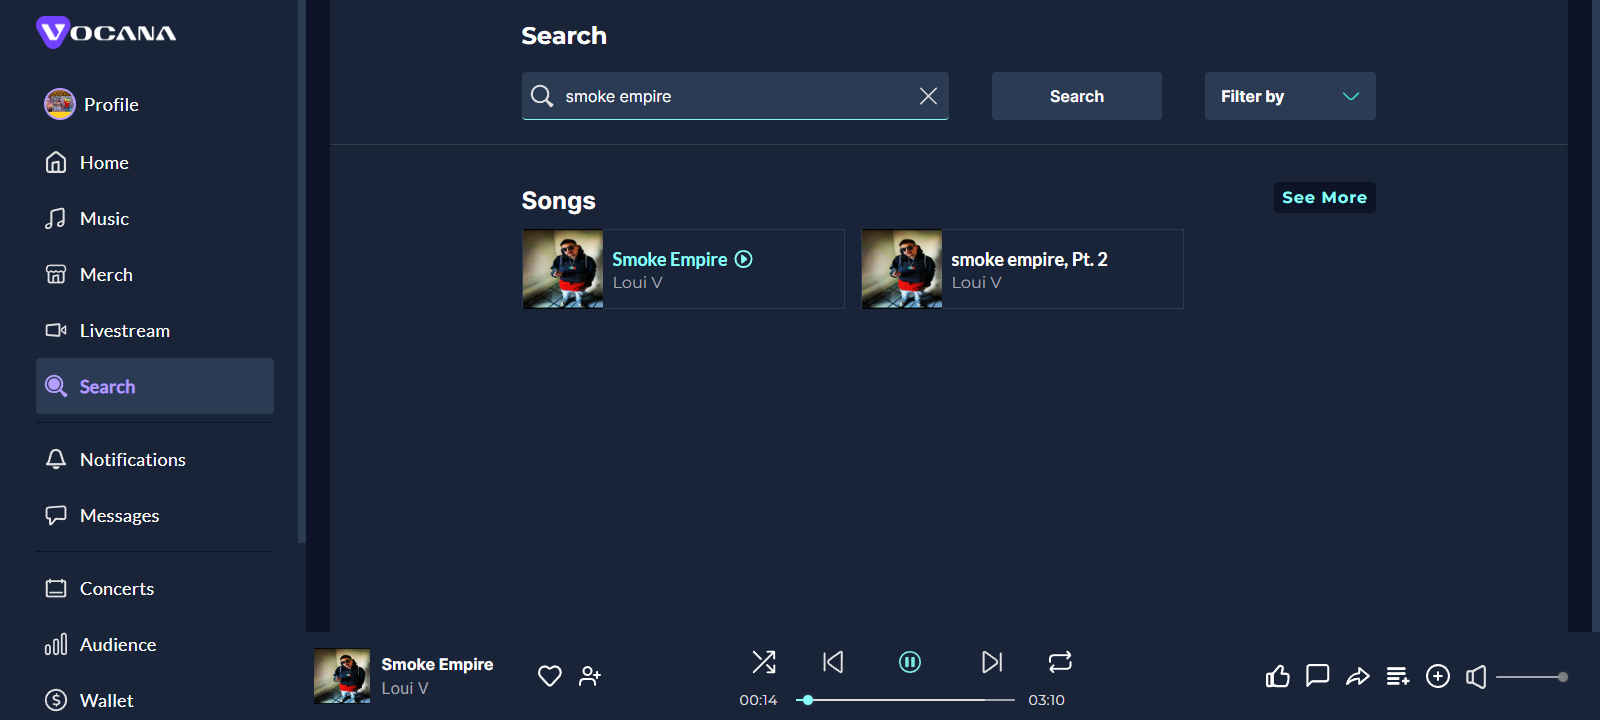 VOCANA
Profile
Home
Music
Merch
Livestream
Search
Notifications
Messages
Concerts
Audience
Wallet
Search
smoke empire
Search
Filter by
Songs
See More
Smoke Empire
Loui V
smoke empire, Pt. 2
Loui V
Smoke Empire
Loui V
00:14
03:10